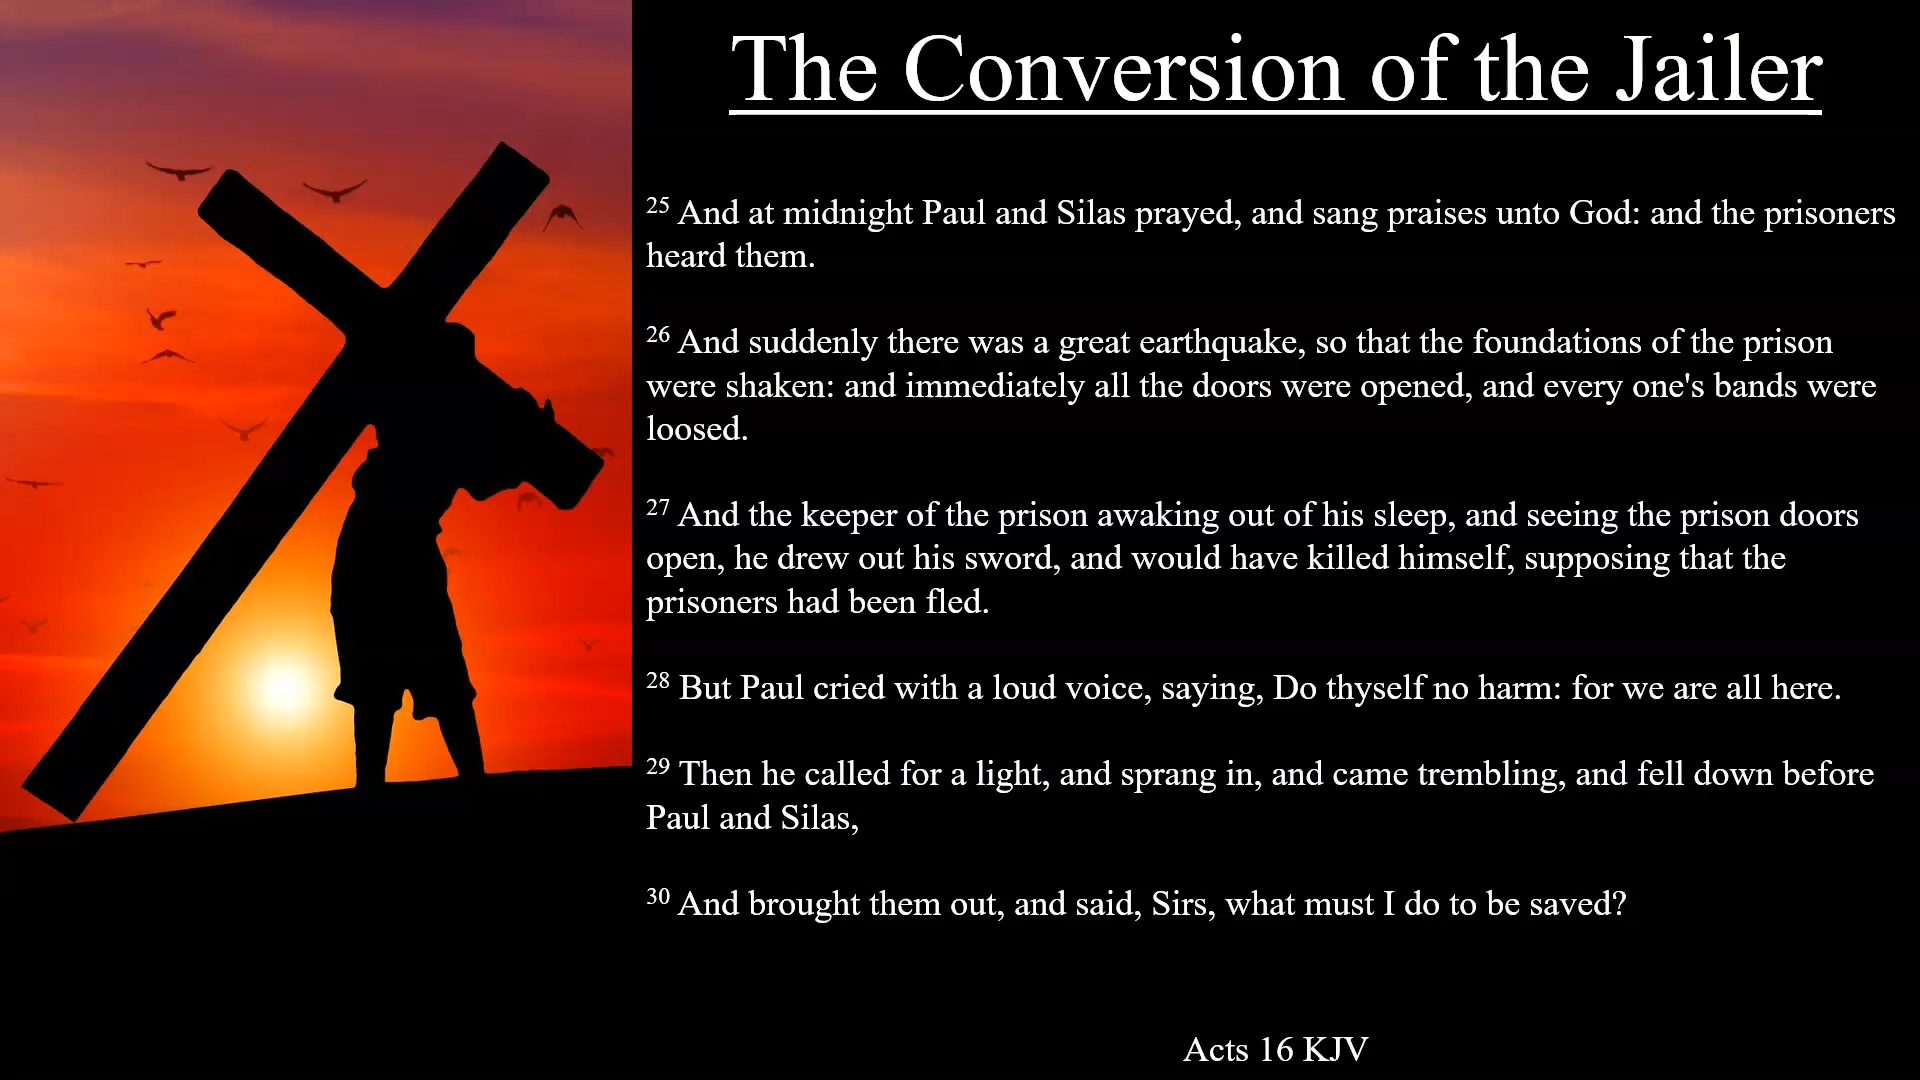 The Conversion of the Jailer
25 And at midnight Paul and Silas prayed, and sang praises unto God: and the prisoners
heard them.
26 And suddenly there was a great earthquake, so that the foundations of the prison
were shaken: and immediately all the doors were opened, and every one's bands were
loosed.
27 And the keeper of the prison awaking out of his sleep, and seeing the prison doors
open, he drew out his sword, and would have killed himself, supposing that the
prisoners had been fled.
28 But Paul cried with a loud voice, saying, Do thyself no harm: for we are all here.
29 Then he called for a light, and sprang in, and came trembling, and fell down before
Paul and Silas,
30 And brought them out, and said, Sirs, what must I do to be saved?
Acts 16 KJV